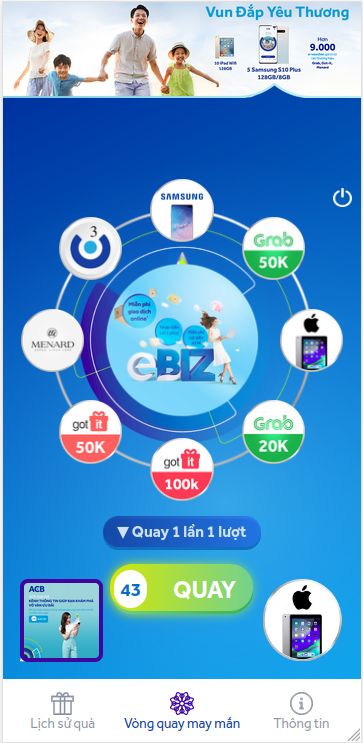 Vun Đắp Yêu Thương
10 iPad Wifi
128GB
5 Samsung S10 Plus
128GB/8GB
Hơn
9.000
Grab, Got-it,
Menard
SAMSUNG
3
Grab
50K
MENARD
Miễn phí
giao dịch
online
eBIZ
got it
50K
Grab
20K
got it
100k
▼ Quay 1 lần 1 lượt
43
QUAY
ACB
Lịch sử quà
Vòng quay may mắn
Thông tin